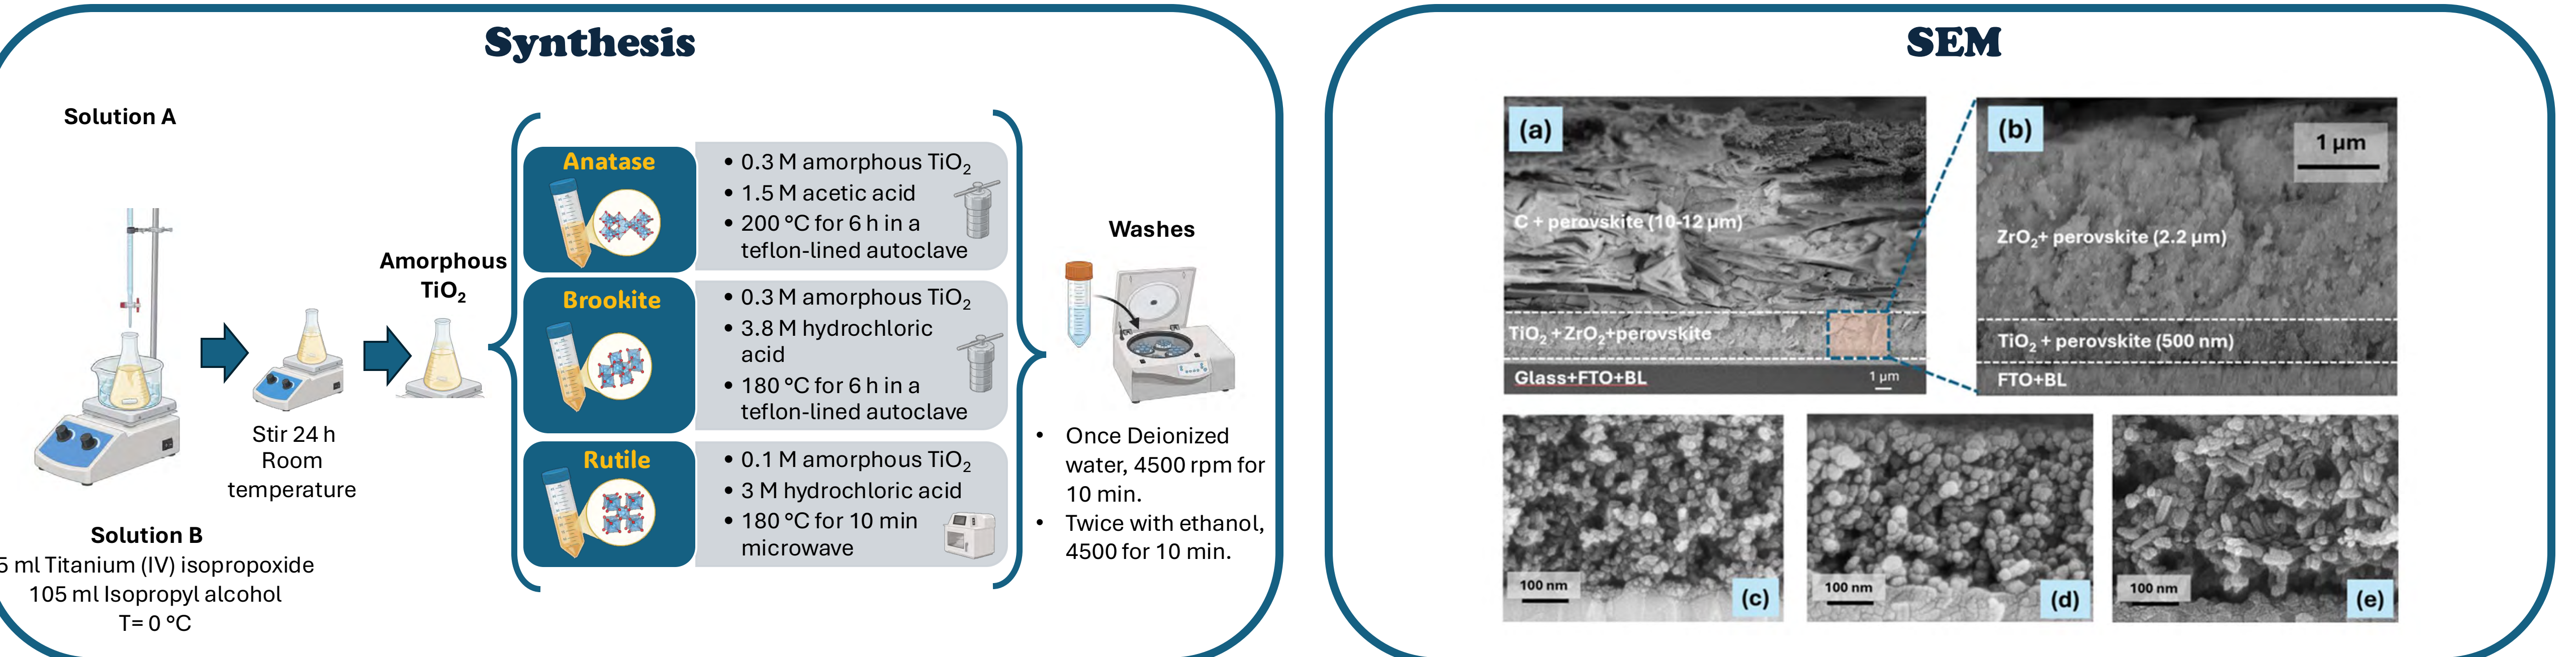 Synthesis
Solution A
Stir 24 h
Room
temperature
Solution B
5 ml Titanium (IV) isopropoxide
105 ml Isopropyl alcohol
T= 0 °C
Amorphous
TiO₂
Anatase
• 0.3 M amorphous TiO₂
• 1.5 M acetic acid
• 200 °C for 6 h in a
teflon-lined autoclave
Brookite
• 0.3 M amorphous TiO₂
• 3.8 M hydrochloric
acid
• 180 °C for 6 h in a
teflon-lined autoclave
Rutile
• 0.1 M amorphous TiO₂
• 3 M hydrochloric acid
• 180 °C for 10 min
microwave
Washes
• Once Deionized
water, 4500 rpm for
10 min.
• Twice with ethanol,
4500 for 10 min.
SEM
(a)
C + perovskite (10-12 µm)
TiO₂ +ZrO₂+perovskite
Glass+FTO+BL
1 µm
(b)
1 µm
ZrO₂+ perovskite (2.2 µm)
TiO₂ + perovskite (500 nm)
FTO+BL
100 nm
(c)
100 nm
(d)
100 nm
(e)